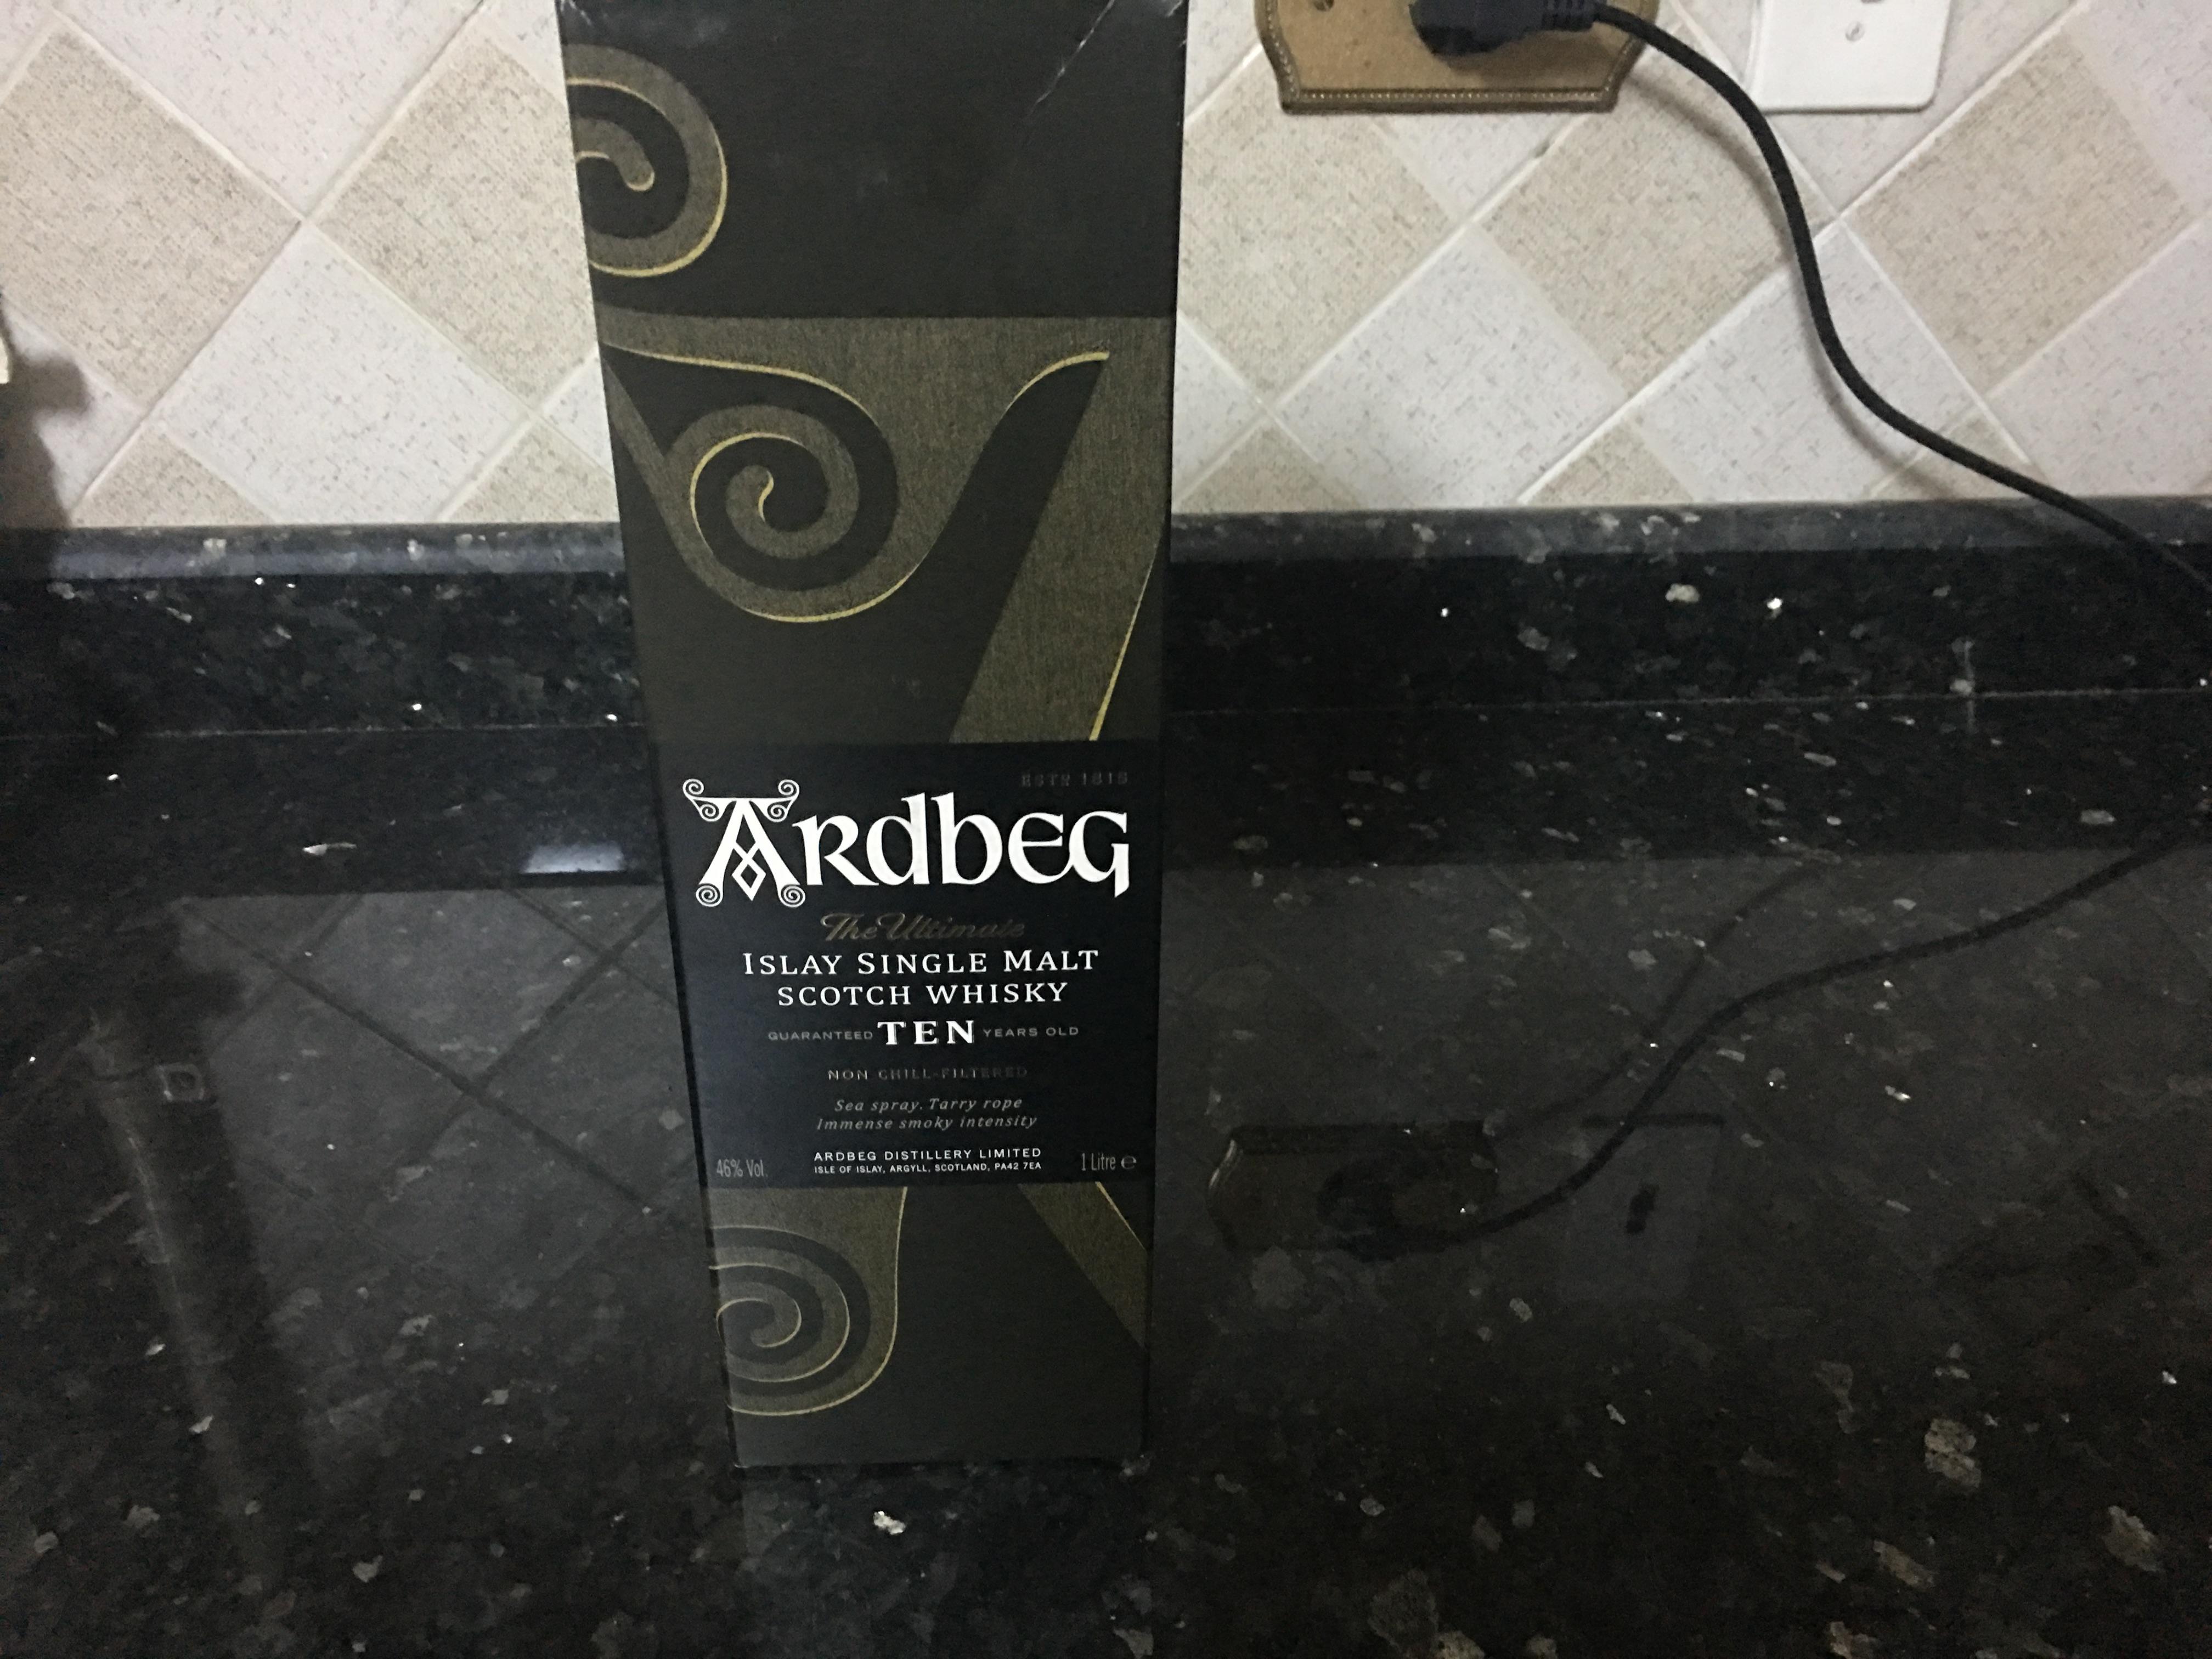 ESTD 1815
ARDBEG
The Ultimate
ISLAY SINGLE MALT
SCOTCH WHISKY
GUARANTEED TEN YEARS OLD
NON CHILL-FILTERED
Sea spray. Tarry rope
Immense smoky intensity
ARDBEG DISTILLERY LIMITED
ISLE OF ISLAY, ARGYLL, SCOTLAND, PA42 7EA
46% Vol.
1 Litre e